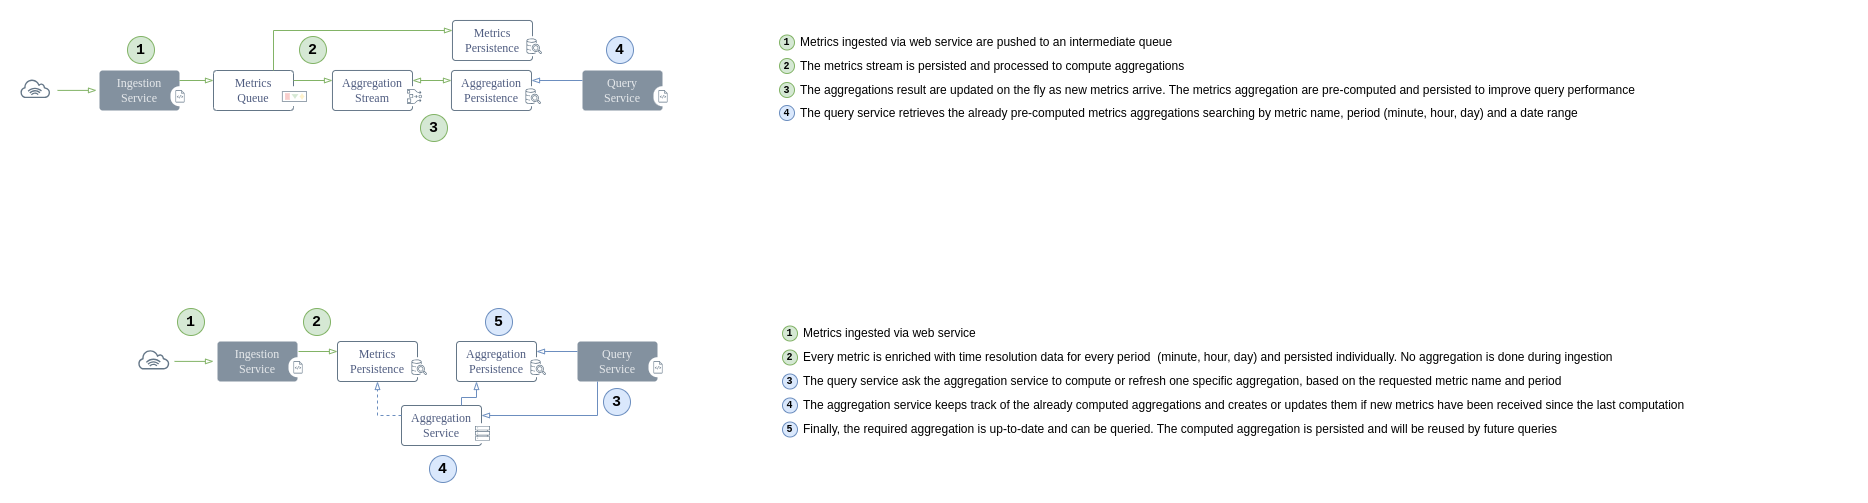 Metrics
Persistence
1
2
4
Ingestion
Service
Metrics
Queue
Aggregation
Stream
Aggregation
Persistence
Query
Service
3
1 Metrics ingested via web service are pushed to an intermediate queue
2 The metrics stream is persisted and processed to compute aggregations
3 The aggregations result are updated on the fly as new metrics arrive. The metrics aggregation are pre-computed and persisted to improve query performance
4 The query service retrieves the already pre-computed metrics aggregations searching by metric name, period (minute, hour, day) and a date range
1
2
5
Ingestion
Service
Metrics
Persistence
Aggregation
Persistence
Query
Service
3
Aggregation
Service
4
1 Metrics ingested via web service
2 Every metric is enriched with time resolution data for every period (minute, hour, day) and persisted individually. No aggregation is done during ingestion
3 The query service ask the aggregation service to compute or refresh one specific aggregation, based on the requested metric name and period
4 The aggregation service keeps track of the already computed aggregations and creates or updates them if new metrics have been received since the last computation
5 Finally, the required aggregation is up-to-date and can be queried. The computed aggregation is persisted and will be reused by future queries